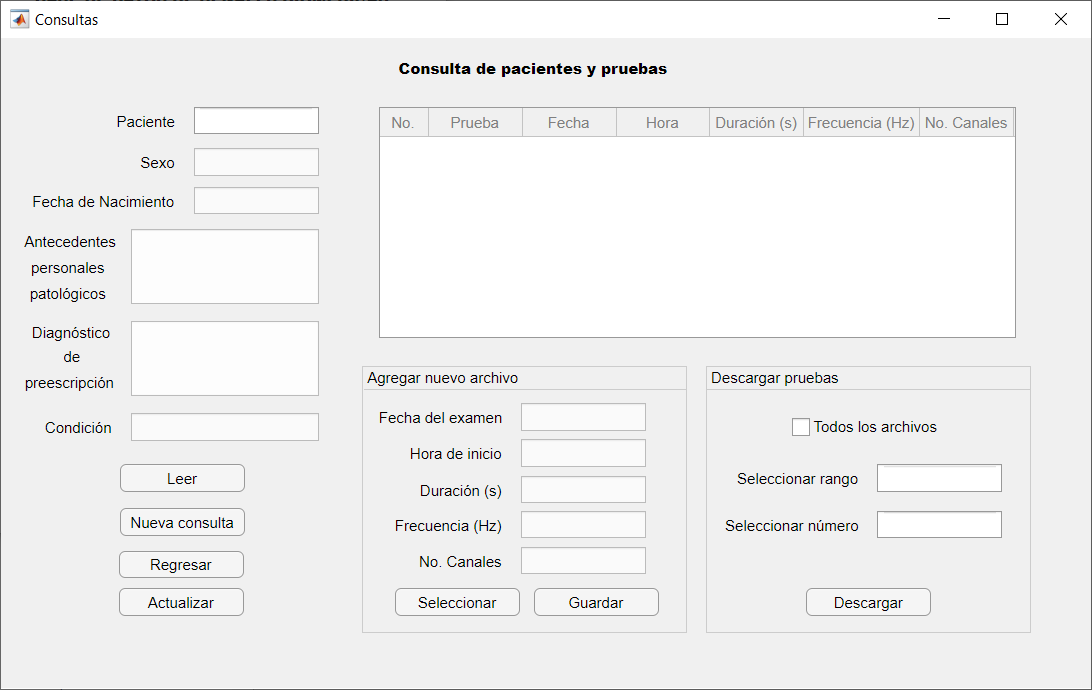 Consultas
Consulta de pacientes y pruebas
Paciente
Sexo
Fecha de Nacimiento
Antecedentes
personales
patológicos
Diagnóstico
de
preescripción
Condición
Leer
Nueva consulta
Regresar
Actualizar
No. Prueba Fecha Hora Duración (s) Frecuencia (Hz) No. Canales
Agregar nuevo archivo
Fecha del examen
Hora de inicio
Duración (s)
Frecuencia (Hz)
No. Canales
Seleccionar Guardar
Descargar pruebas
Todos los archivos
Seleccionar rango
Seleccionar número
Descargar